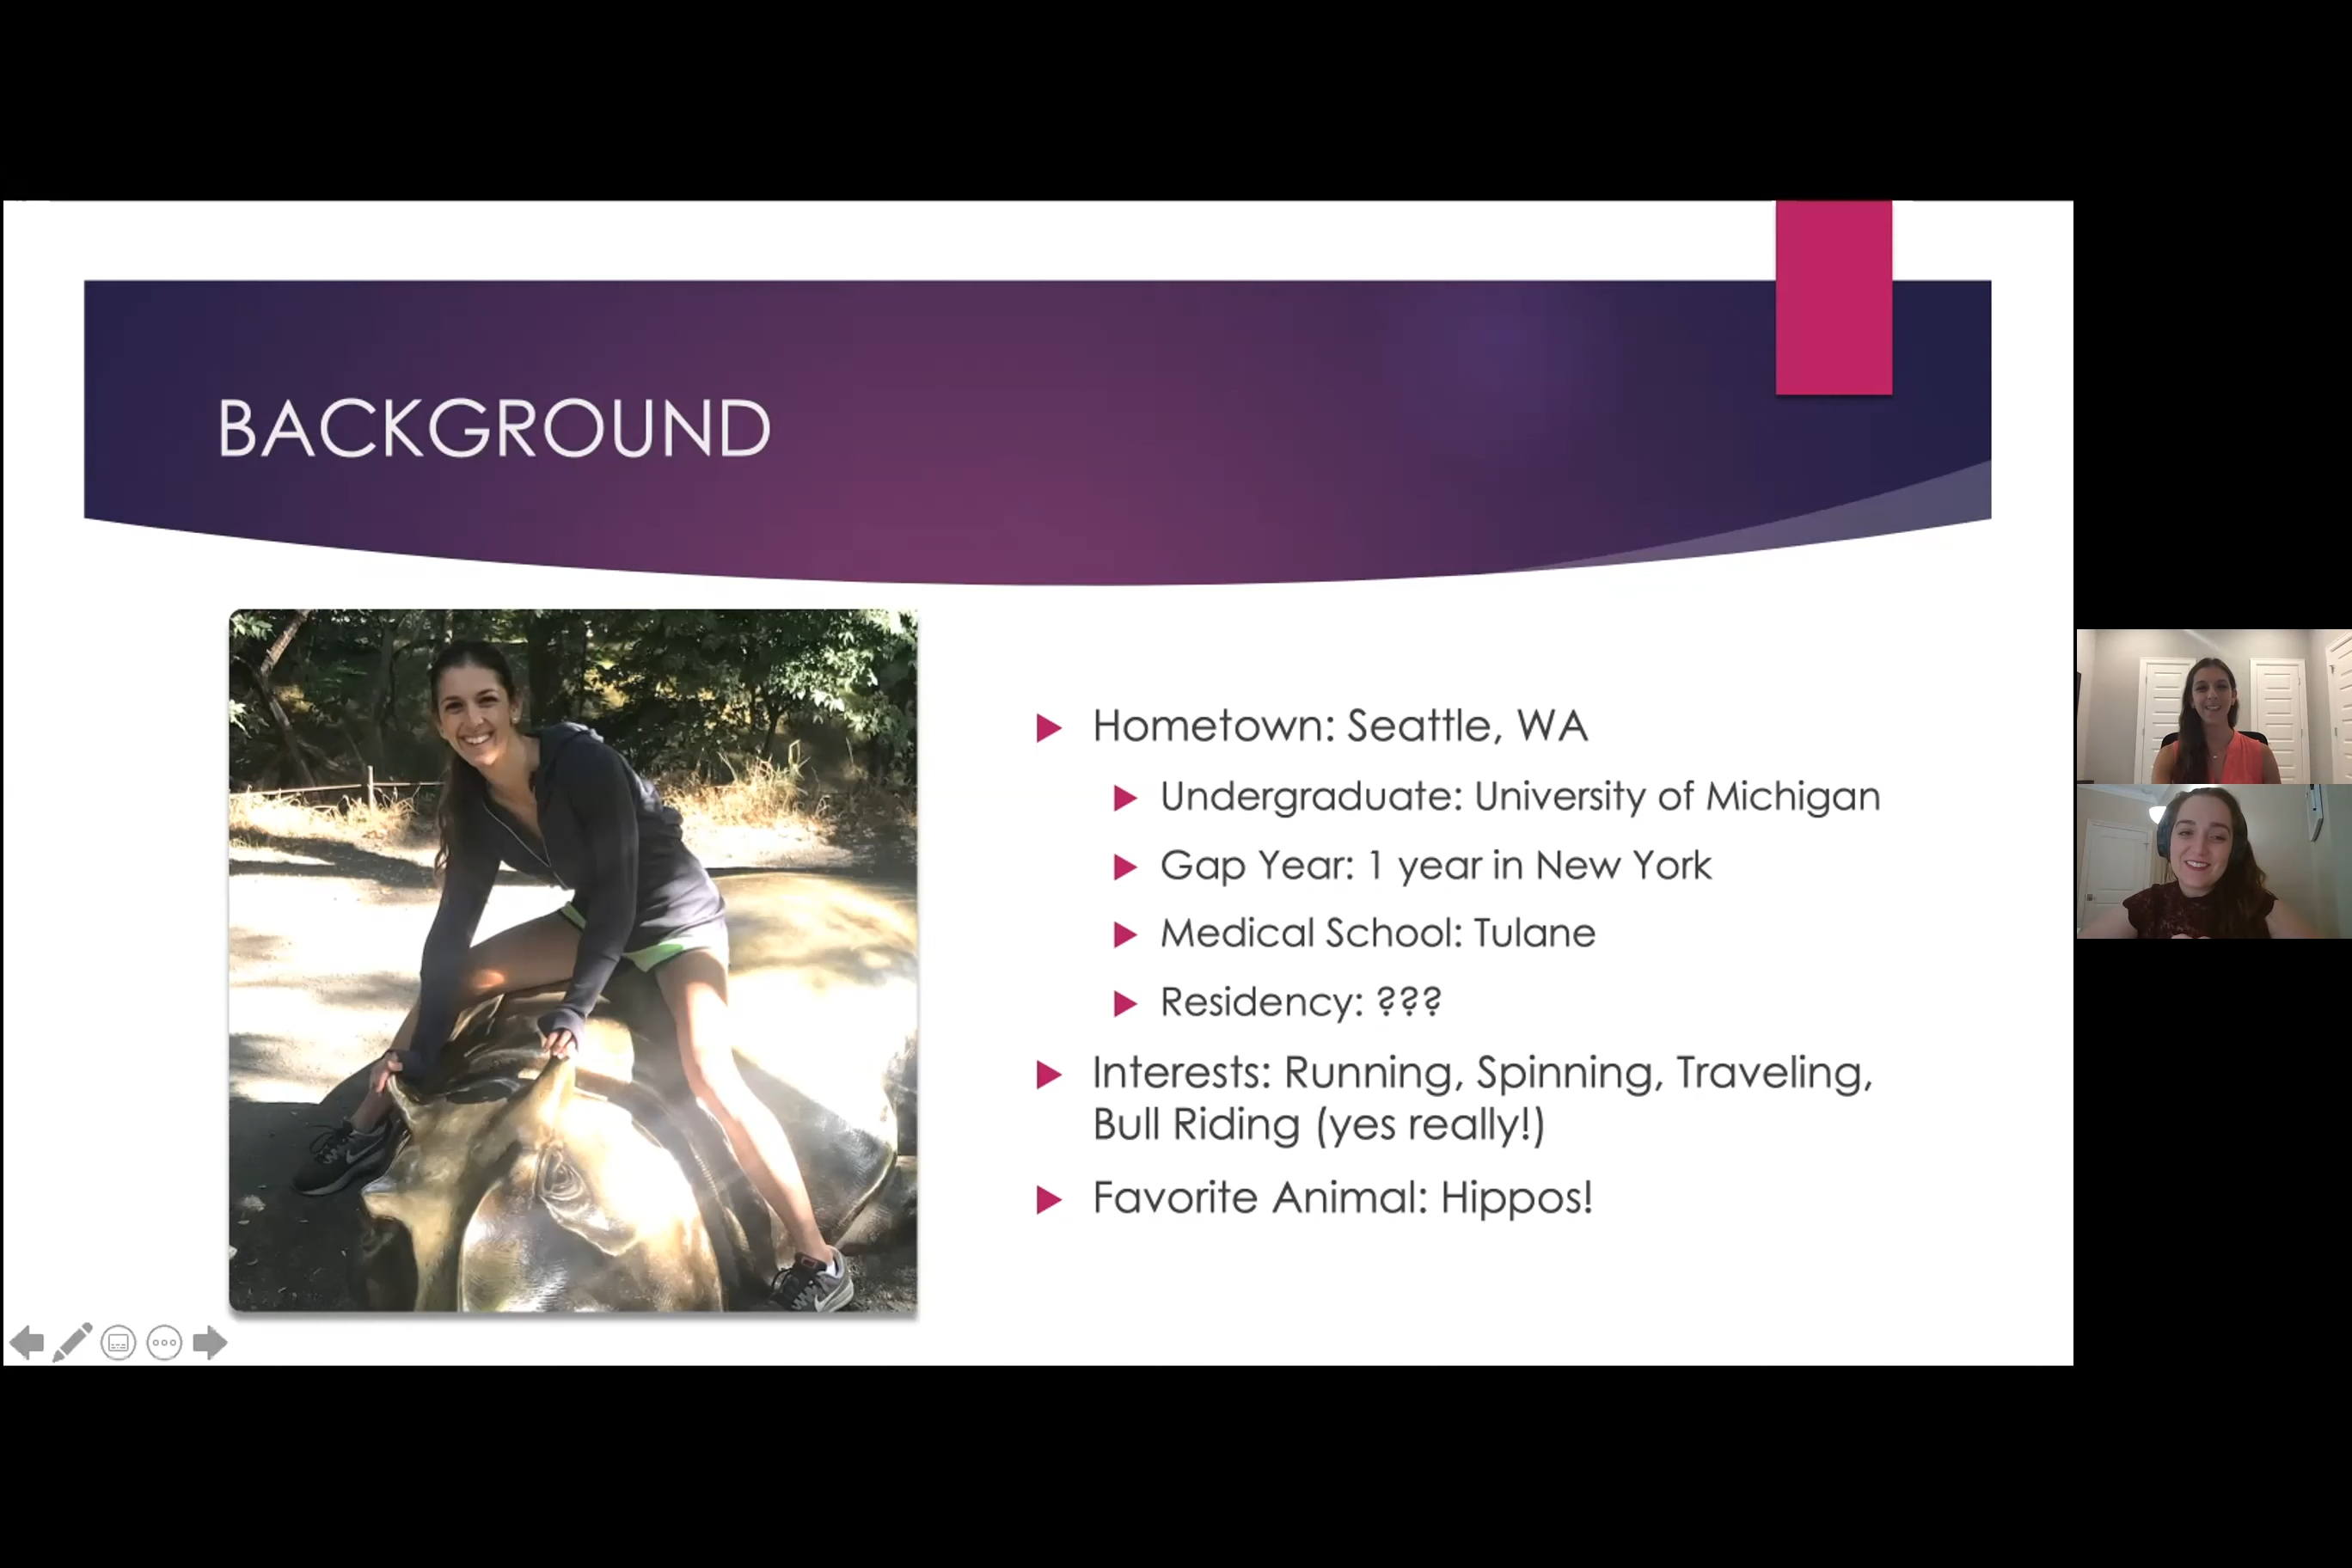 BACKGROUND
Hometown: Seattle, WA
Undergraduate: University of Michigan
Gap Year: 1 year in New York
Medical School: Tulane
Residency: ???
Interests: Running, Spinning, Traveling,
Bull Riding (yes really!)
Favorite Animal: Hippos!